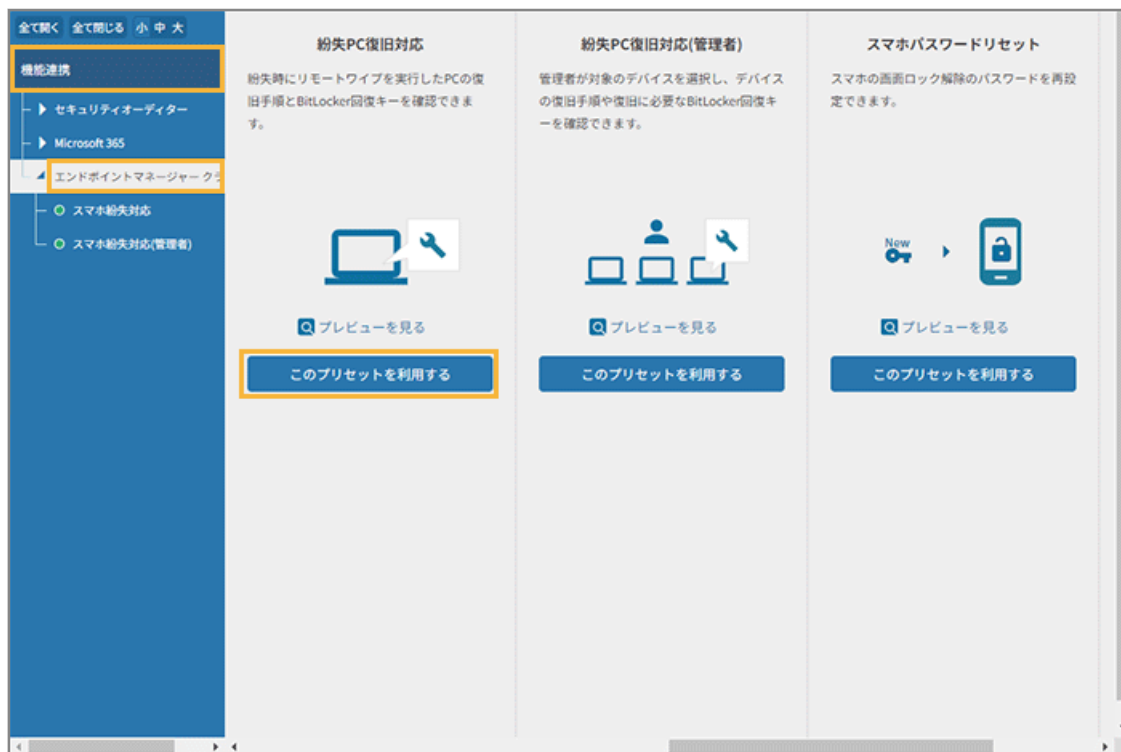 全て開く 全て閉じる 小 中 大
機能連携
セキュリティオーディター
Microsoft 365
エンドポイントマネージャー クラ
スマホ紛失対応
スマホ紛失対応(管理者)
紛失PC復旧対応
紛失時にリモートワイプを実行したPCの復
旧手順とBitLocker回復キーを確認できま
す。
プレビューを見る
このプリセットを利用する
紛失PC復旧対応(管理者)
管理者が対象のデバイスを選択し、デバイス
の復旧手順や復旧に必要なBitLocker回復キ
ーを確認できます。
プレビューを見る
このプリセットを利用する
スマホパスワードリセット
スマホの画面ロック解除のパスワードを再設
定できます。
New
プレビューを見る
このプリセットを利用する